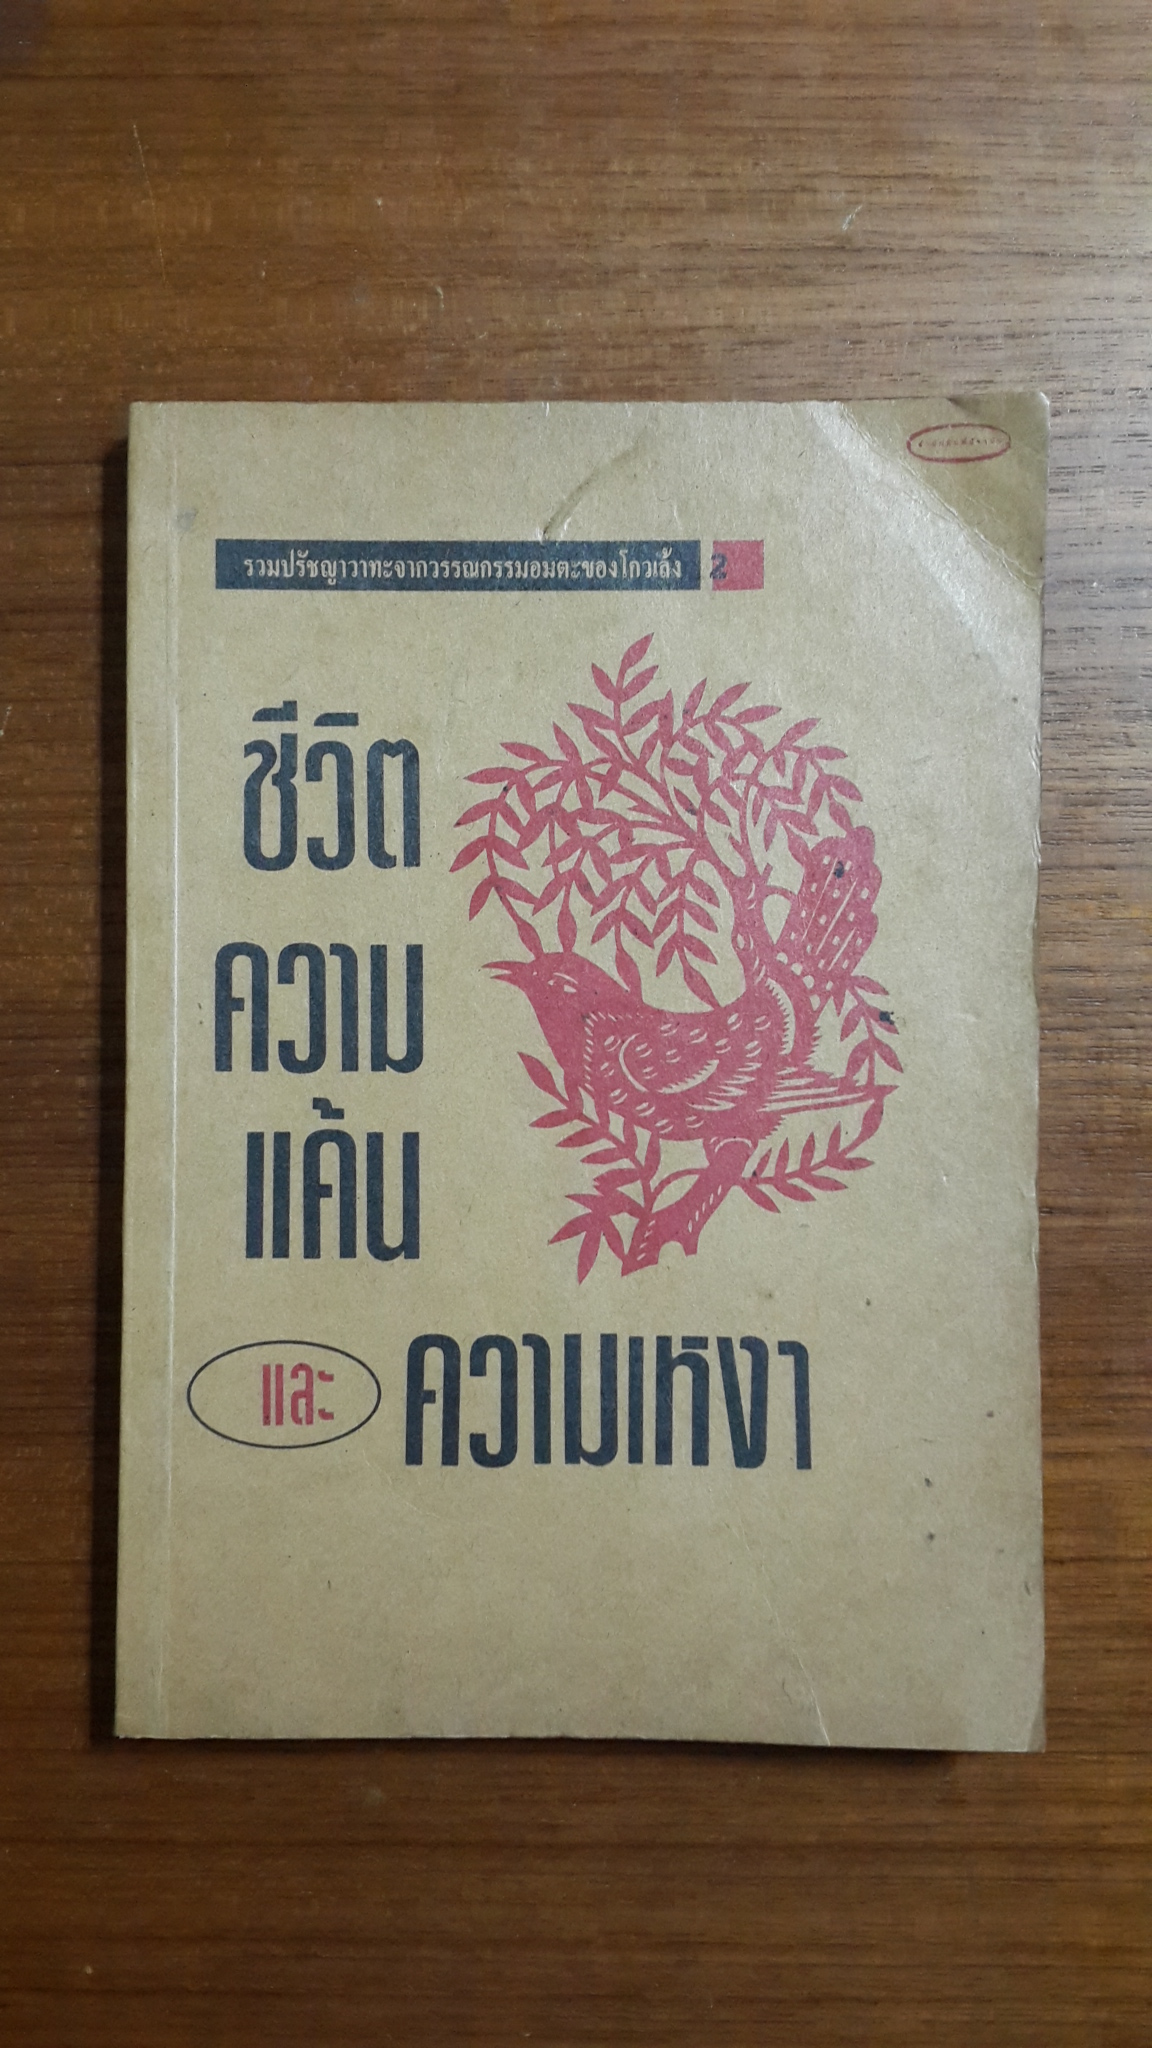 รวมปรัชญาวาทะจากวรรณกรรมอมตะของโกวเล้ง 2
ชีวิต
ความ
แค้น
และ ความเหงา